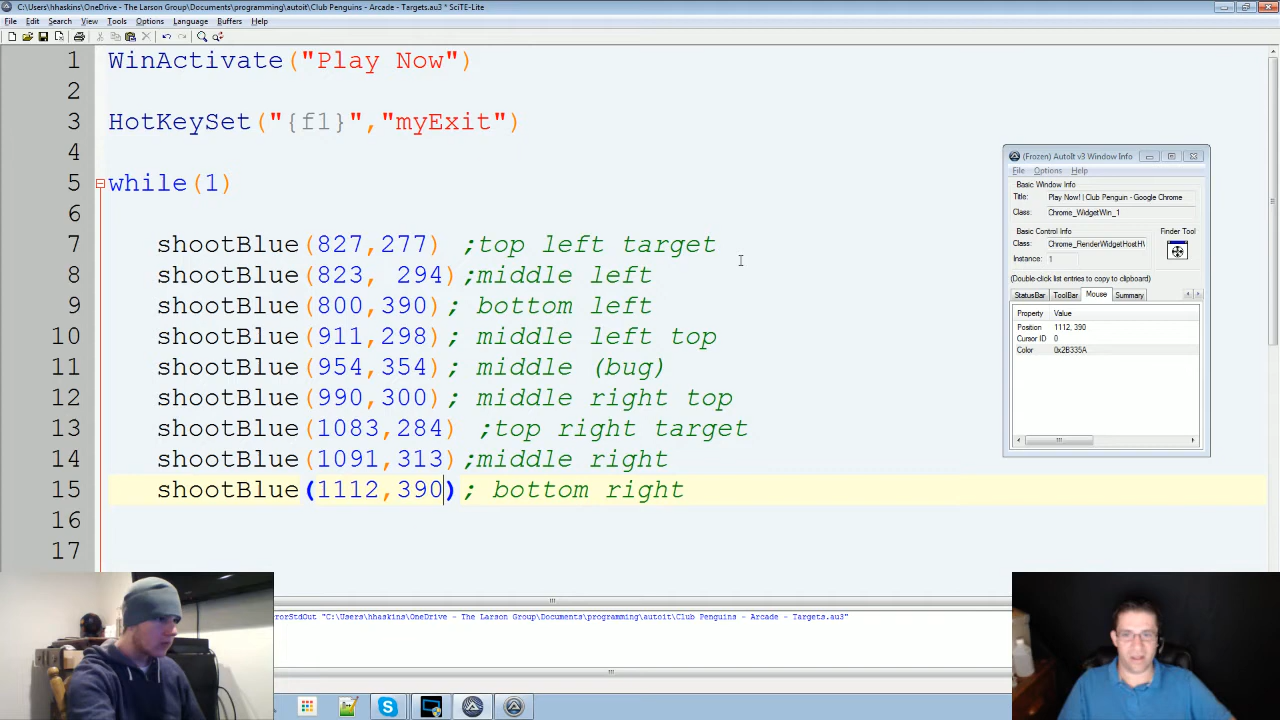 C:\Users\hhaskins\OneDrive - The Larson Group\Documents\programming\autoit\Club Penguins - Arcade - Targets.au3 * SciTE-Lite
File Edit Search View Tools Options Language Buffers Help
1 WinActivate("Play Now")
2
3 HotKeySet("{f1}","myExit")
4
5 while(1)
6
7 shootBlue(827,277) ;top left target
8 shootBlue(823, 294);middle left
9 shootBlue(800,390); bottom left
10 shootBlue(911,298); middle left top
11 shootBlue(954,354); middle (bug)
12 shootBlue(990,300); middle right top
13 shootBlue(1083,284) ;top right target
14 shootBlue(1091,313);middle right
15 shootBlue(1112,390); bottom right
16
17
(Frozen) AutoIt v3 Window Info
File Options Help
Basic Window Info
Title: Play Now! | Club Penguin - Google Chrome
Class: Chrome_WidgetWin_1
Basic Control Info
Class: Chrome_RenderWidgetHostHV
Instance: 1
Finder Tool
(Double-click list entries to copy to clipboard)
StatusBar ToolBar Mouse Summary
Property Value
Position 1112, 390
Cursor ID 0
Color 0x2B335A
rrorStdOut "C:\Users\hhaskins\OneDrive - The Larson Group\Documents\programming\autoit\Club Penguins - Arcade - Targets.au3"